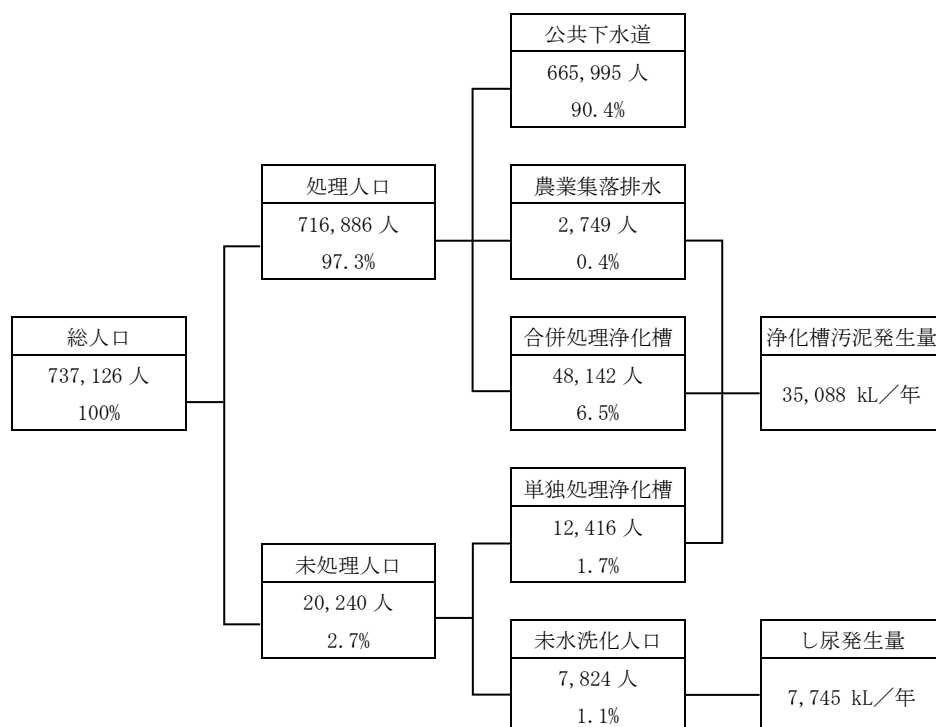 公共下水道
665,995 人
90.4%
処理人口
716,886 人
97.3%
農業集落排水
2,749 人
0.4%
総人口
737,126 人
100%
合併処理浄化槽
48,142 人
6.5%
浄化槽汚泥発生量
35,088 kL／年
単独処理浄化槽
12,416 人
1.7%
未処理人口
20,240 人
2.7%
未水洗化人口
7,824 人
1.1%
し尿発生量
7,745 kL／年